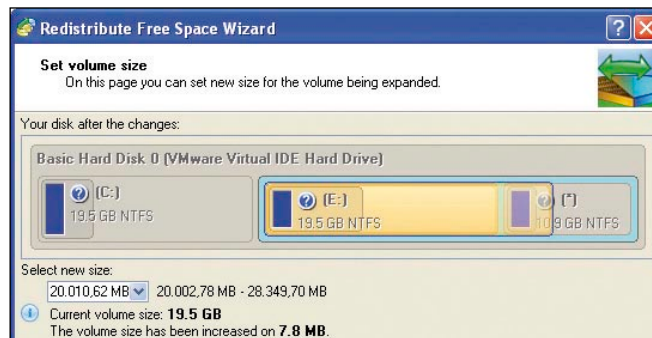 Redistribute Free Space Wizard
Set volume size
On this page you can set new size for the volume being expanded.
Your disk after the changes:
Basic Hard Disk 0 (VMware Virtual IDE Hard Drive)
(C:) (E:) (*)
19.5 GB NTFS 19.5 GB NTFS 10.9 GB NTFS
Select new size:
20.010,62 MB 20.002,78 MB - 28.349,70 MB
Current volume size: 19.5 GB
The volume size has been increased on 7.8 MB.